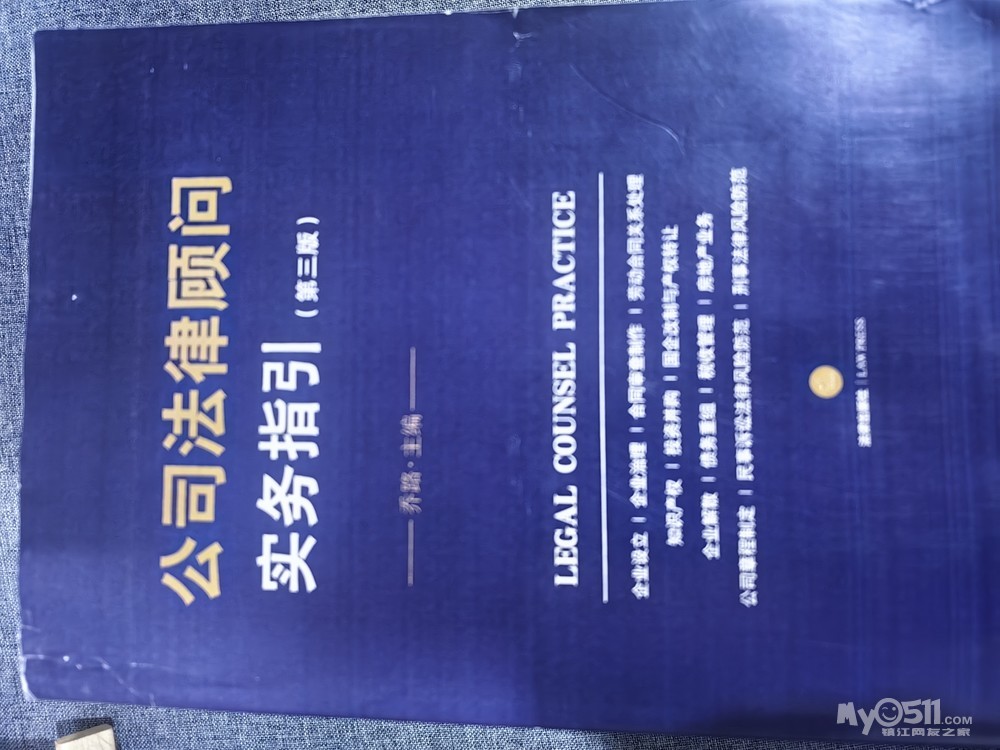 公司法律顾问
实务指引（第三版）
乔路·主编
LEGAL COUNSEL PRACTICE
企业设立 | 企业治理 | 合同审查制作 | 劳动合同关系处理
知识产权 | 投资并购 | 国企改制与产权转让
企业解散 | 债务重组 | 税收管理 | 房地产业务
公司章程制定 | 民事诉讼法律风险防范 | 刑事法律风险防范
法律出版社 | LAW PRESS
My0511.COM
镇江网友之家